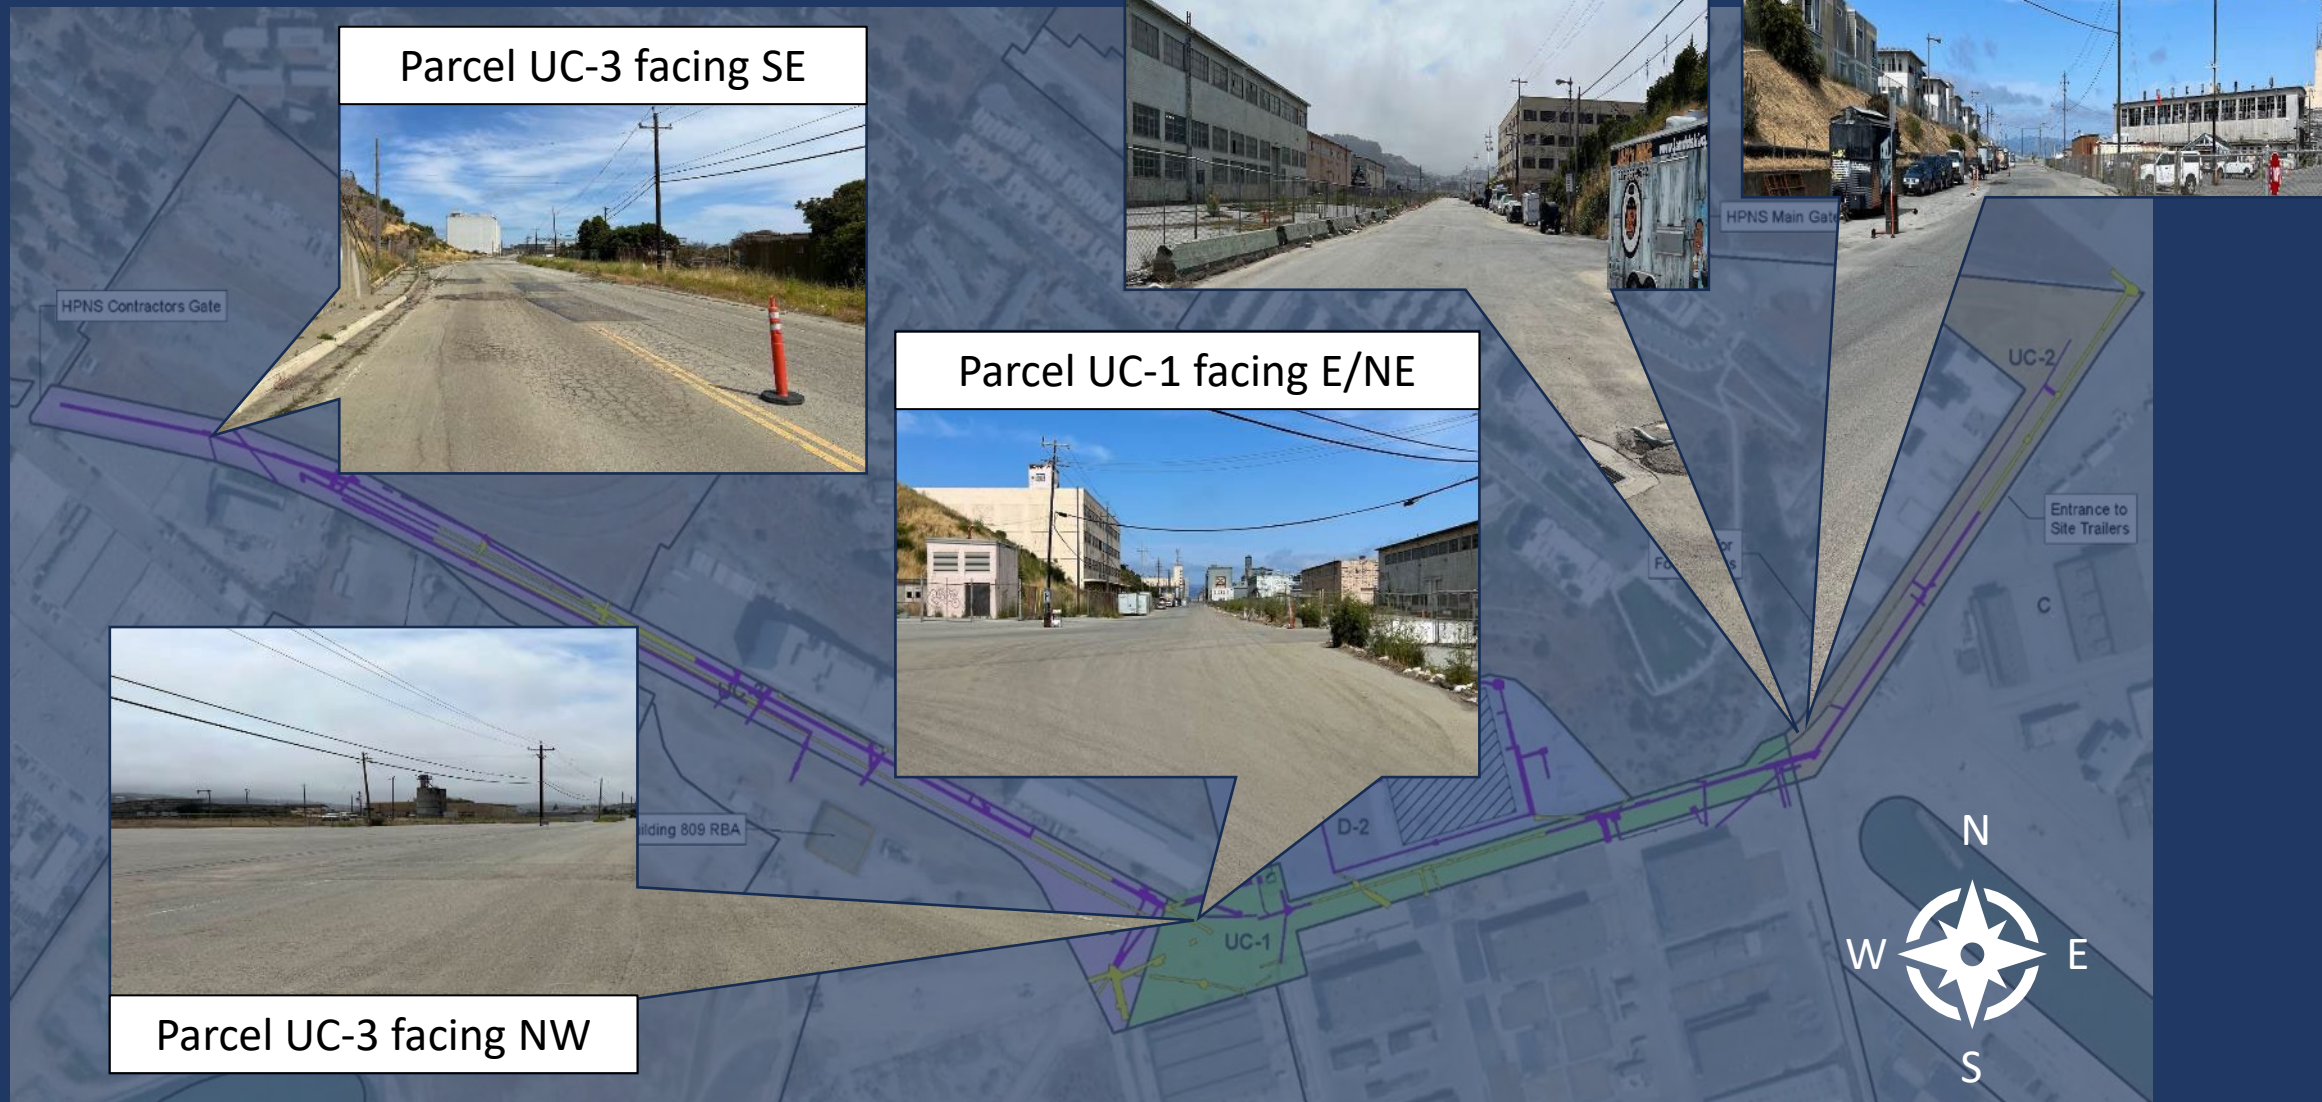 Parcel UC-3 facing SE
HPNS Main Gate
HPNS Contractors Gate
Parcel UC-1 facing E/NE
UC-2
Entrance to
Site Trailers
C
D-2
Building 809 RBA
UC-1
N
W
E
S
Parcel UC-3 facing NW